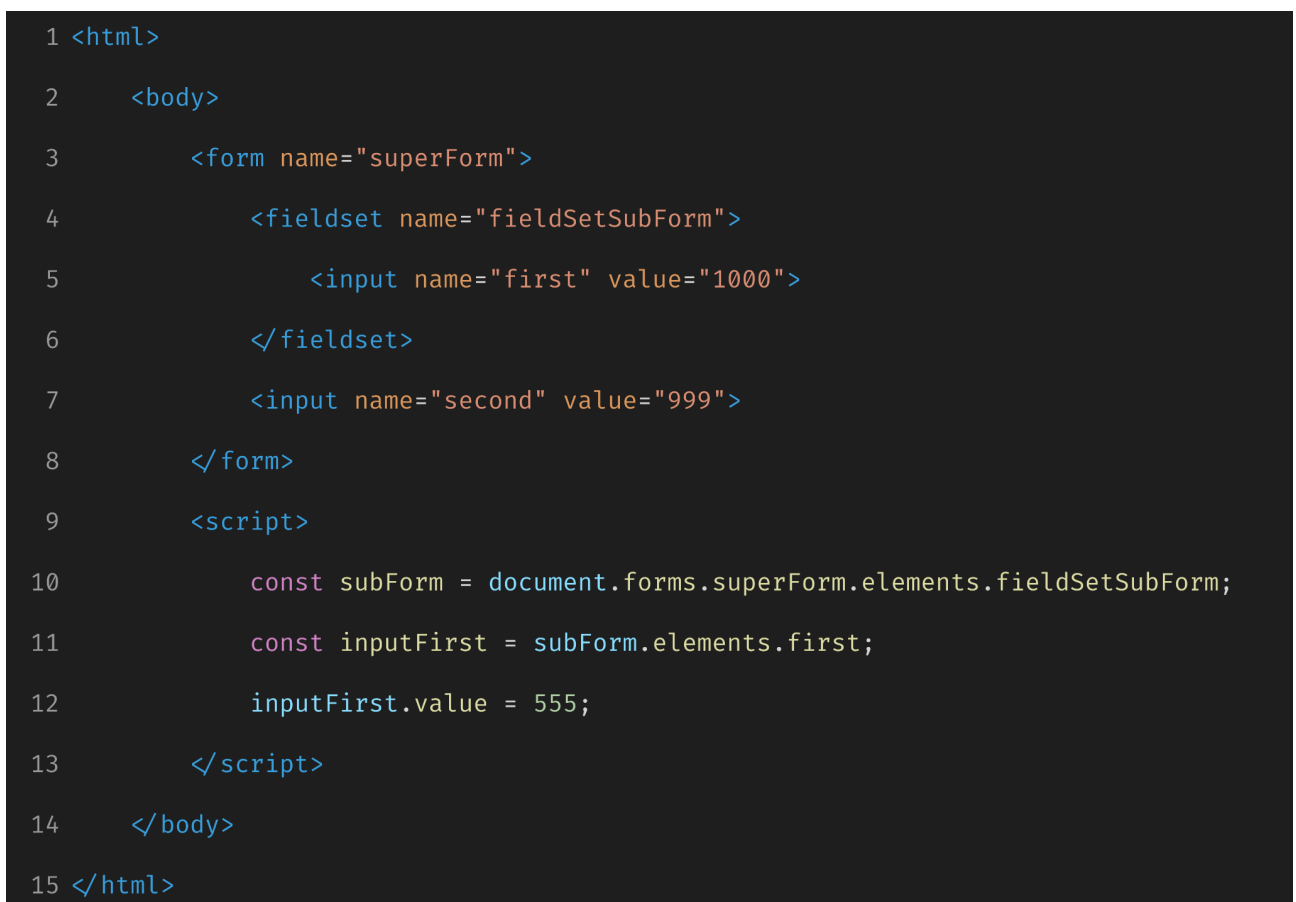 1 <html>
2 <body>
3 <form name="superForm">
4 <fieldset name="fieldSetSubForm">
5 <input name="first" value="1000">
6 </fieldset>
7 <input name="second" value="999">
8 </form>
9 <script>
10 const subForm = document.forms.superForm.elements.fieldSetSubForm;
11 const inputFirst = subForm.elements.first;
12 inputFirst.value = 555;
13 </script>
14 </body>
15 </html>